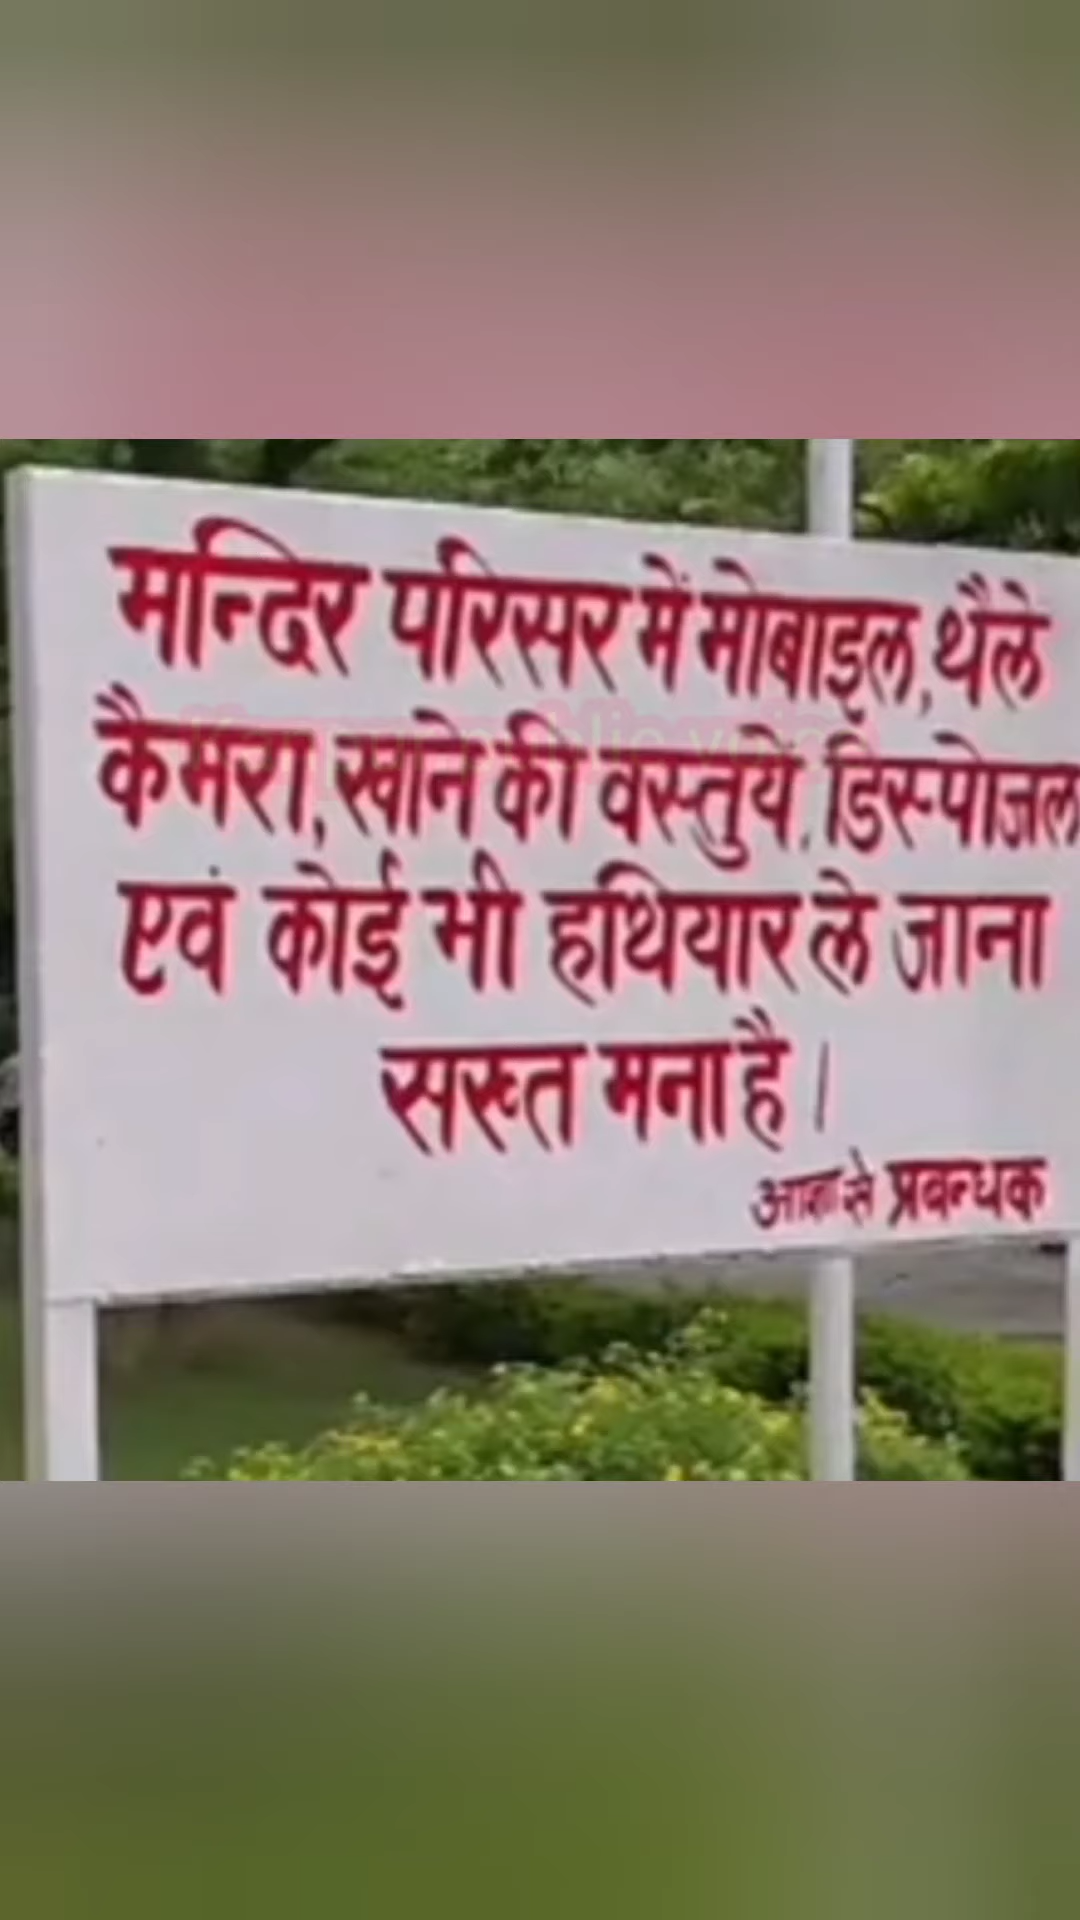 मन्दिर परिसर में मोबाइल, थैले
कैमरा, खाने की वस्तुये, डिस्पोजल
एवं कोई भी हथियार ले जाना
सख्त मना है।
आज्ञा से प्रबन्धक